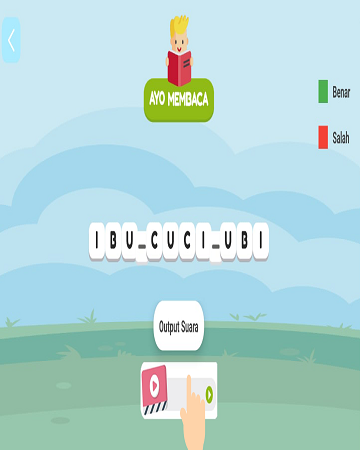 AYO MEMBACA
Benar
Salah
IBU_CUCI_UBI
Output Suara